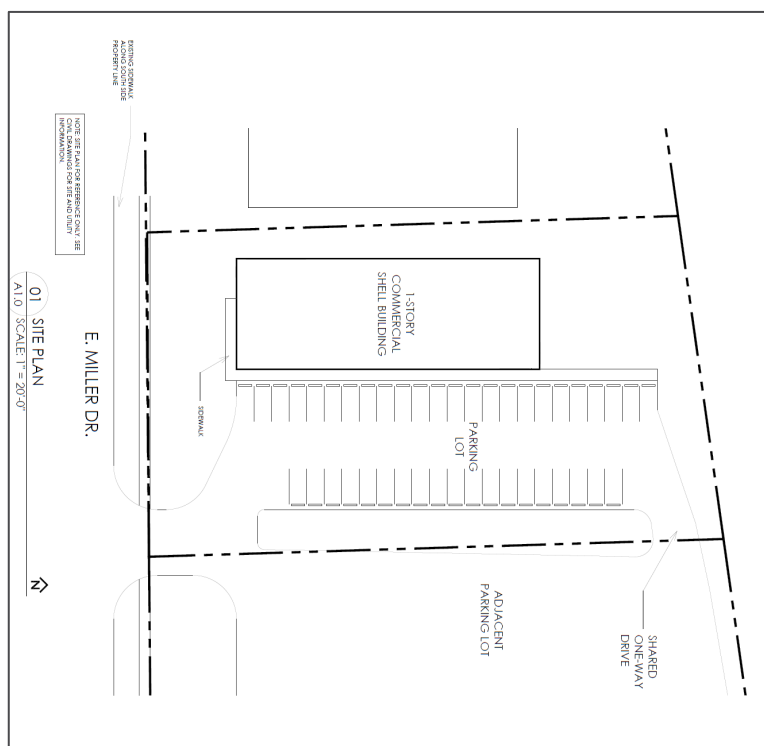 EXISTING SIDEWALK
ALONG SOUTH SIDE
PROPERTY LINE
NOTE: SITE PLAN FOR REFERENCE ONLY. SEE
CIVIL DRAWINGS FOR SITE AND UTILITY
INFORMATION.
1-STORY
COMMERCIAL
SHELL BUILDING
SIDEWALK
PARKING
LOT
ADJACENT
PARKING LOT
SHARED
ONE-WAY
DRIVE
E. MILLER DR.
01 SITE PLAN
A1.0 SCALE: 1" = 20'-0"
N